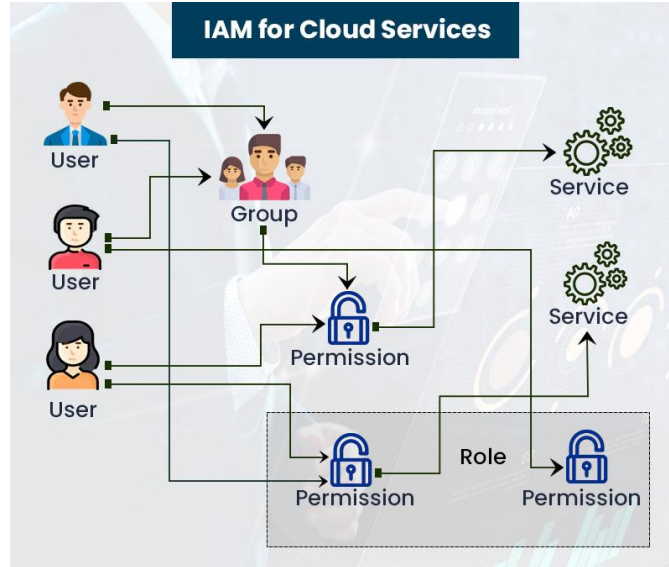 IAM for Cloud Services
User
Group
Service
User
Service
Permission
User
Role
Permission
Permission